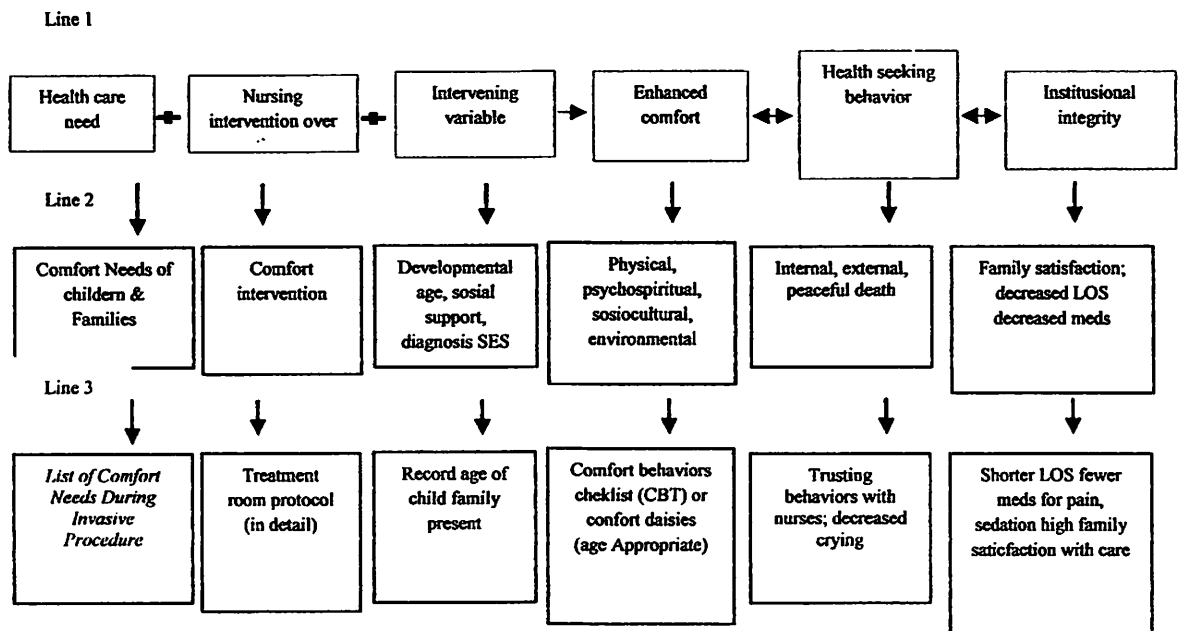 Line 1
Health care
need
Nursing
intervention over
Intervening
variable
Enhanced
comfort
Health seeking
behavior
Institusional
integrity
Line 2
Comfort Needs of
childern &
Families
Comfort
intervention
Developmental
age, sosial
support,
diagnosis SES
Physical,
psychospiritual,
sosiocultural,
environmental
Internal, external,
peaceful death
Family satisfaction;
decreased LOS
decreased meds
Line 3
List of Comfort
Needs During
Invasive
Procedure
Treatment
room protocol
(in detail)
Record age of
child family
present
Comfort behaviors
cheklist (CBT) or
confort daisies
(age Appropriate)
Trusting
behaviors with
nurses; decreased
crying
Shorter LOS fewer
meds for pain,
sedation high family
saticfaction with care